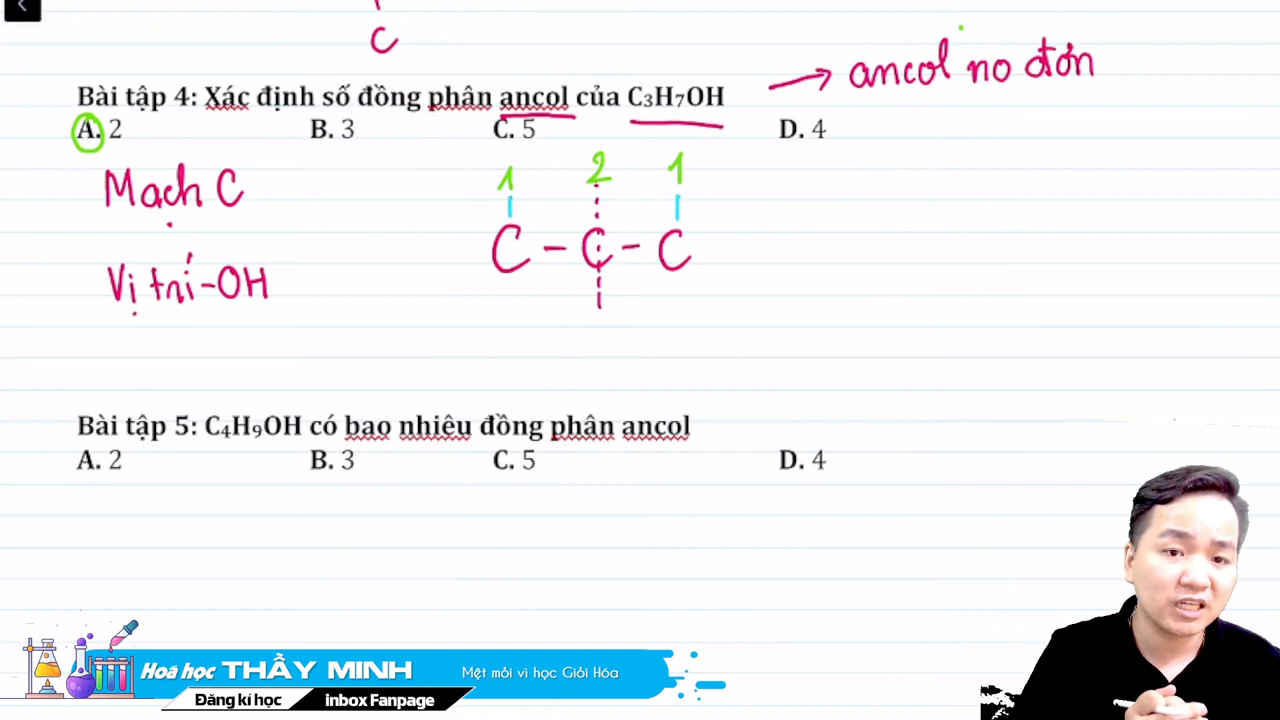 C
→ ancol no đơn
Bài tập 4: Xác định số đồng phân ancol của C₃H₇OH
A. 2 B. 3 C. 5 D. 4
1 2 1
Mạch C
C - C - C
Vị trí -OH
Bài tập 5: C₄H₉OH có bao nhiêu đồng phân ancol
A. 2 B. 3 C. 5 D. 4
Hoá học THẦY MINH Mệt mỏi vì học Giỏi Hóa
Đăng kí học inbox Fanpage